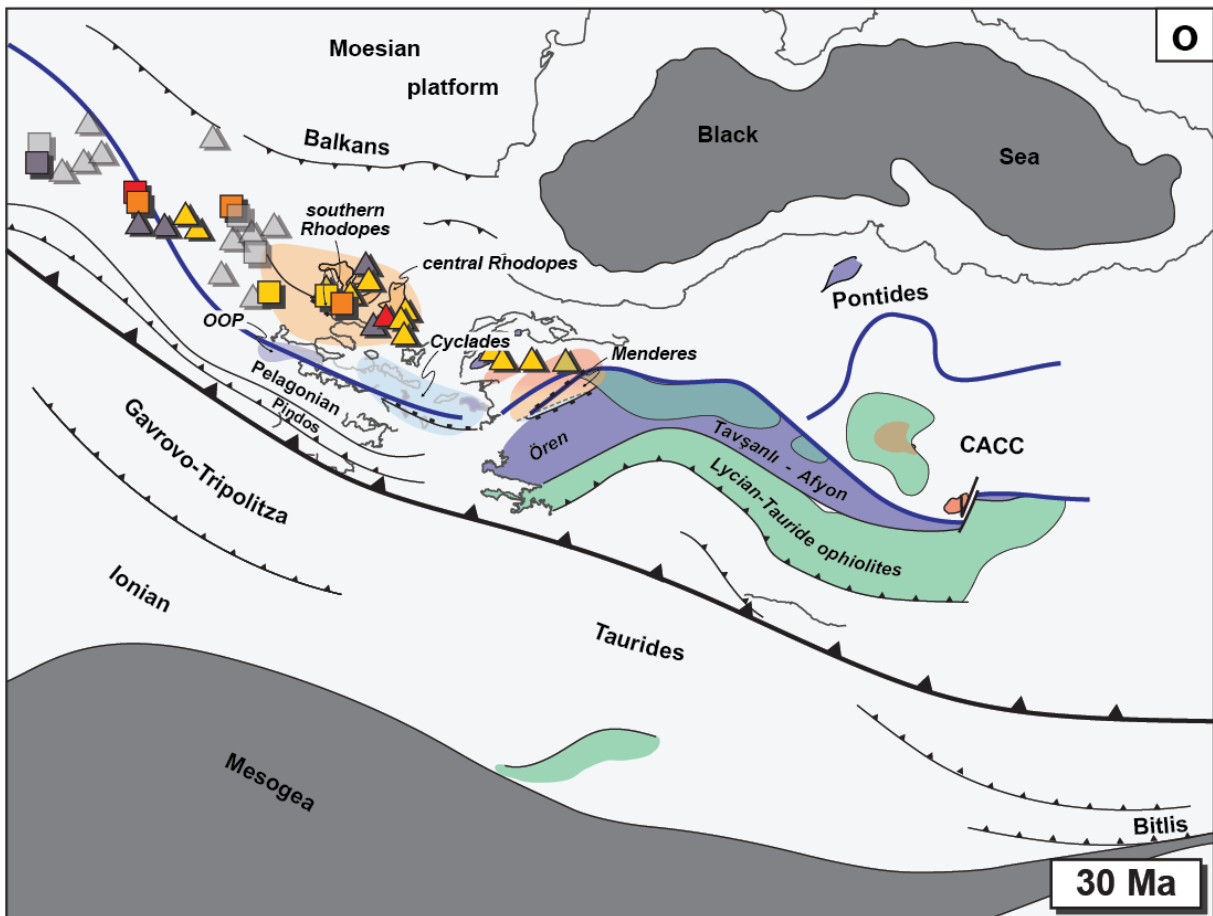 O
Moesian
platform
Balkans
Black
Sea
southern
Rhodopes
central Rhodopes
Pontides
OOP
Cyclades
Menderes
Pelagonian
Pindos
Gavrovo-Tripolitza
Ören
Tavşanlı - Afyon
CACC
Lycian-Tauride ophiolites
Ionian
Taurides
Mesogea
Bitlis
30 Ma